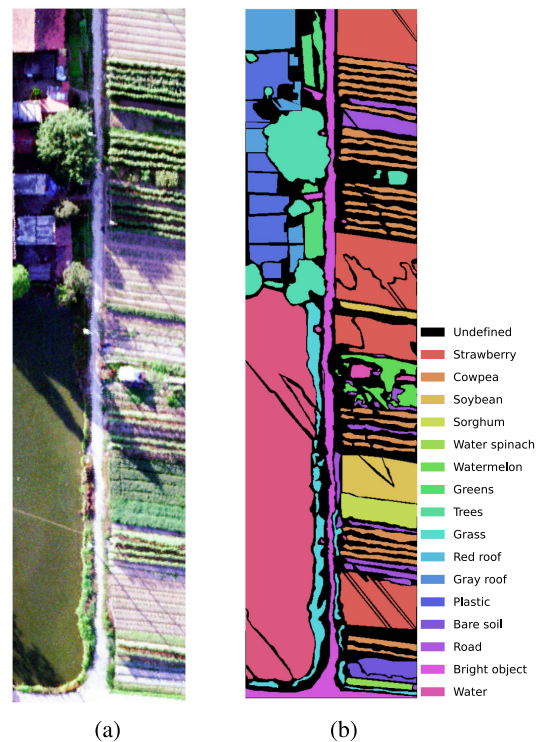 Undefined
Strawberry
Cowpea
Soybean
Sorghum
Water spinach
Watermelon
Greens
Trees
Grass
Red roof
Gray roof
Plastic
Bare soil
Road
Bright object
Water
(a)
(b)